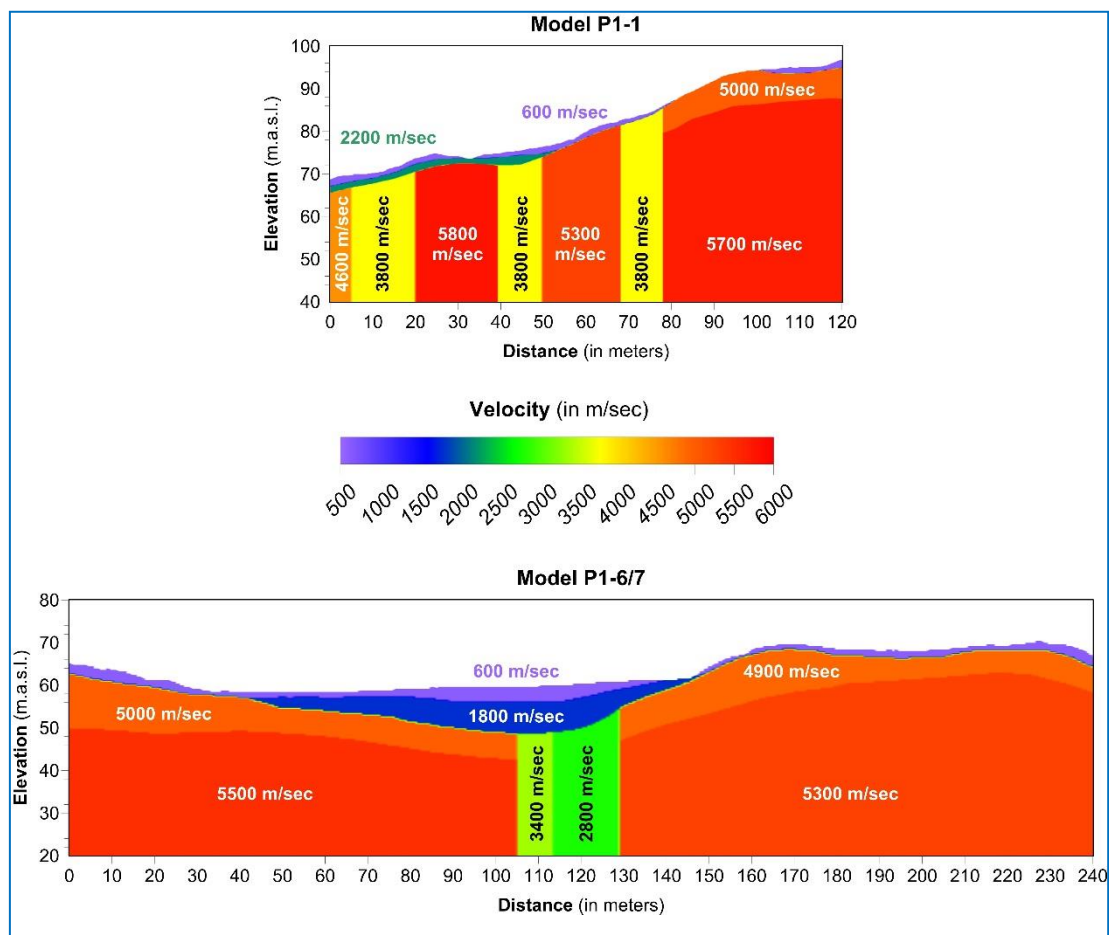 Model P1-1
100
90
80
70
60
50
40
Elevation (m.a.s.l.)
2200 m/sec
600 m/sec
5000 m/sec
4600 m/sec
3800 m/sec
5800
m/sec
3800 m/sec
5300
m/sec
3800 m/sec
5700 m/sec
0 10 20 30 40 50 60 70 80 90 100 110 120
Distance (in meters)
Velocity (in m/sec)
500 1000 1500 2000 2500 3000 3500 4000 4500 5000 5500 6000
Model P1-6/7
80
70
60
50
40
30
20
Elevation (m.a.s.l.)
600 m/sec
4900 m/sec
5000 m/sec
1800 m/sec
5500 m/sec
3400 m/sec
2800 m/sec
5300 m/sec
0 10 20 30 40 50 60 70 80 90 100 110 120 130 140 150 160 170 180 190 200 210 220 230 240
Distance (in meters)